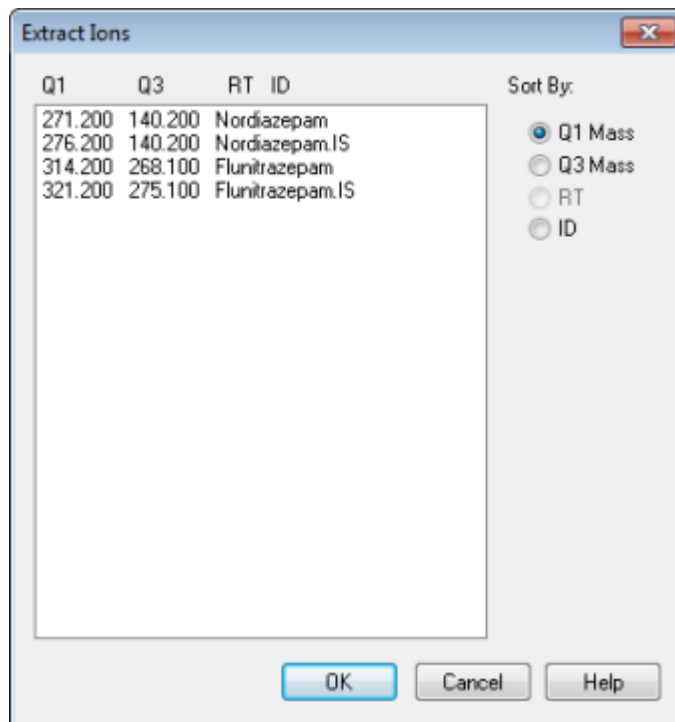 Extract Ions
Q1 Q3 RT ID
271.200 140.200 Nordiazepam
276.200 140.200 Nordiazepam.IS
314.200 268.100 Flunitrazepam
321.200 275.100 Flunitrazepam.IS
Sort By:
Q1 Mass
Q3 Mass
RT
ID
OK Cancel Help